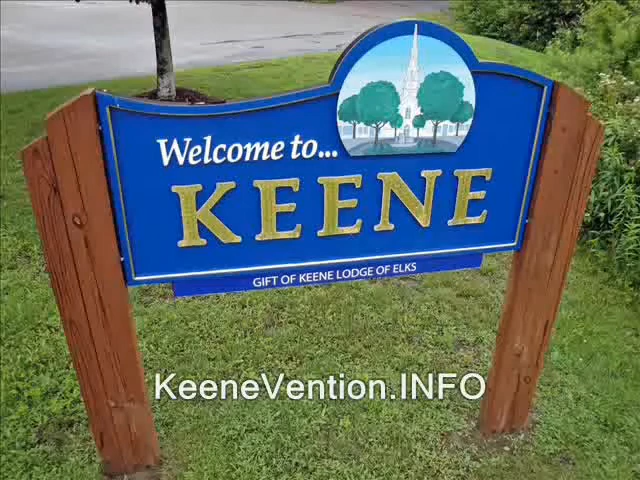 Welcome to...
KEENE
GIFT OF KEENE LODGE OF ELKS
KeeneVention.INFO